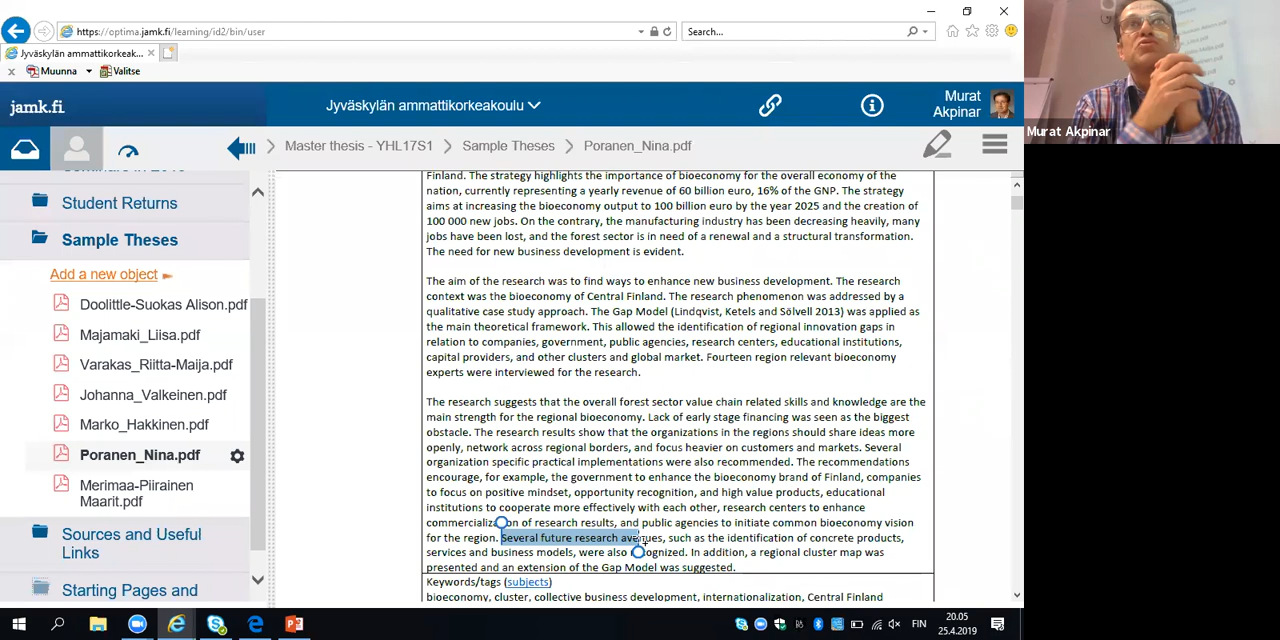 https://optima.jamk.fi/learning/id2/bin/user
Search...
Jyväskylän ammattikorkeak...
Muunna
Valitse
jamk.fi
Jyväskylän ammattikorkeakoulu
Murat
Akpinar
Master thesis - YHL17S1
Sample Theses
Poranen_Nina.pdf
Student Returns
Sample Theses
Add a new object
Doolittle-Suokas Alison.pdf
Majamaki_Liisa.pdf
Varakas_Riitta-Maija.pdf
Johanna_Valkeinen.pdf
Marko_Hakkinen.pdf
Poranen_Nina.pdf
Merimaa-Piirainen
Maarit.pdf
Sources and Useful
Links
Starting Pages and
Finland. The strategy highlights the importance of bioeconomy for the overall economy of the
nation, currently representing a yearly revenue of 60 billion euro, 16% of the GNP. The strategy
aims at increasing the bioeconomy output to 100 billion euro by the year 2025 and the creation of
100 000 new jobs. On the contrary, the manufacturing industry has been decreasing heavily, many
jobs have been lost, and the forest sector is in need of a renewal and a structural transformation.
The need for new business development is evident.
The aim of the research was to find ways to enhance new business development. The research
context was the bioeconomy of Central Finland. The research phenomenon was addressed by a
qualitative case study approach. The Gap Model (Lindqvist, Ketels and Sölvell 2013) was applied as
the main theoretical framework. This allowed the identification of regional innovation gaps in
relation to companies, government, public agencies, research centers, educational institutions,
capital providers, and other clusters and global market. Fourteen region relevant bioeconomy
experts were interviewed for the research.
The research suggests that the overall forest sector value chain related skills and knowledge are the
main strength for the regional bioeconomy. Lack of early stage financing was seen as the biggest
obstacle. The research results show that the organizations in the regions should share ideas more
openly, network across regional borders, and focus heavier on customers and markets. Several
organization specific practical implementations were also recommended. The recommendations
encourage, for example, the government to enhance the bioeconomy brand of Finland, companies
to focus on positive mindset, opportunity recognition, and high value products, educational
institutions to cooperate more effectively with each other, research centers to enhance
commercialization of research results, and public agencies to initiate common bioeconomy vision
for the region. Several future research avenues, such as the identification of concrete products,
services and business models, were also recognized. In addition, a regional cluster map was
presented and an extension of the Gap Model was suggested.
Keywords/tags (subjects)
bioeconomy, cluster, collective business development, internationalization, Central Finland
Murat Akpinar
FIN
20.05
25.4.2019